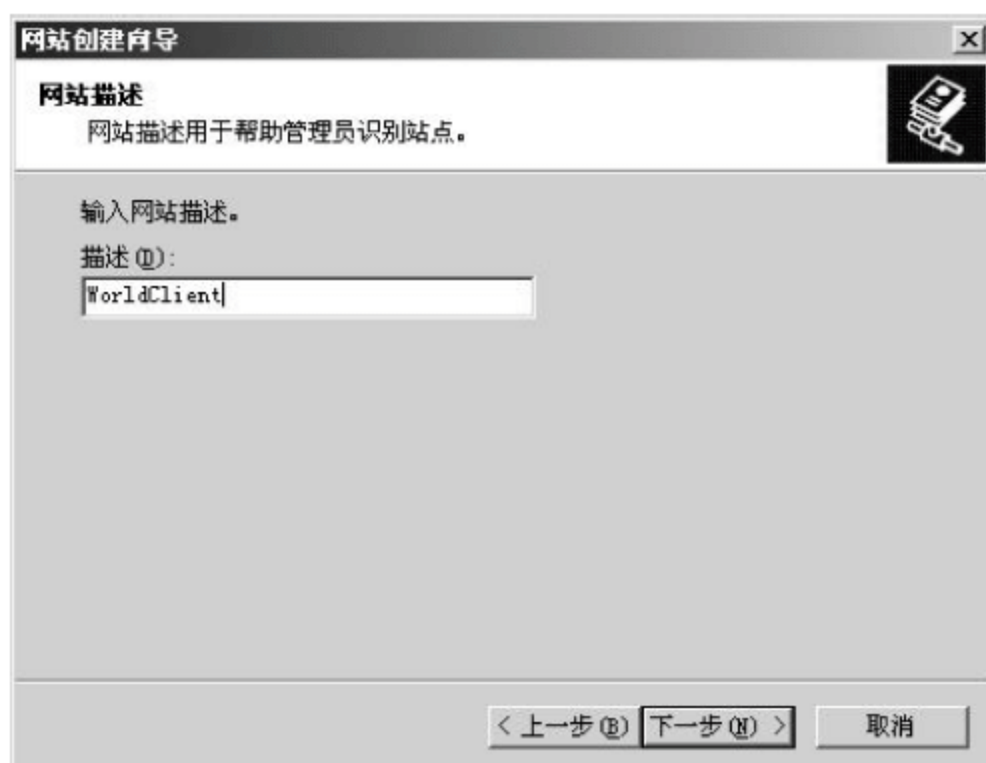 网站创建向导
网站描述
网站描述用于帮助管理员识别站点。
输入网站描述。
描述(D):
WorldClient
< 上一步(B) 下一步(N) > 取消